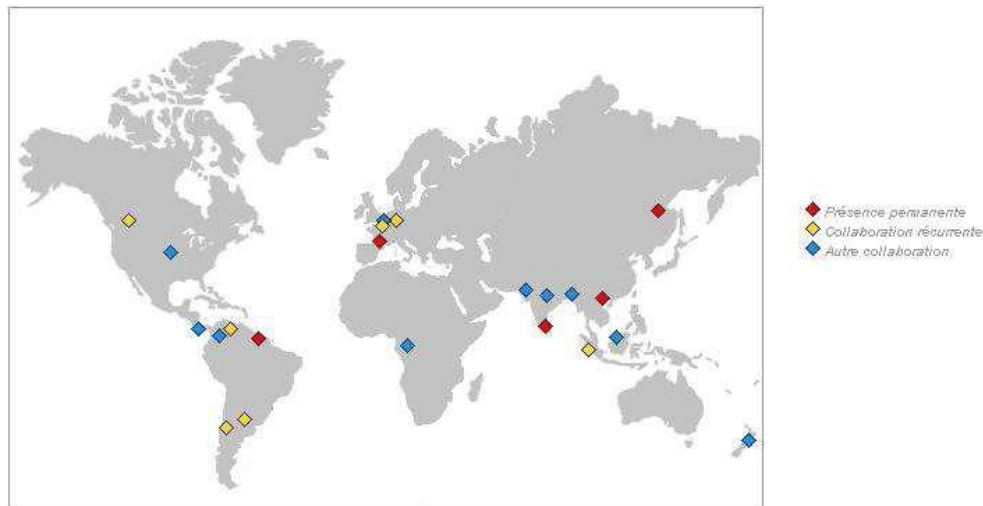 Présence permanente
Collaboration récurrente
Autre collaboration